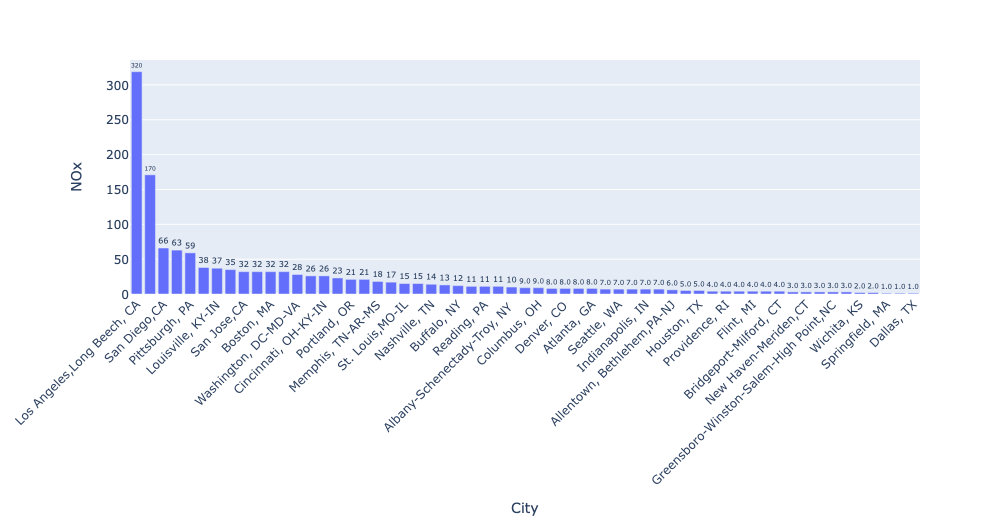 NOx
300
250
200
150
100
50
0
320 170 66 63 59 38 37 35 32 32 32 32 28 26 26 23 21 21 18 17 15 15 14 13 12 11 11 11 10 9.0 9.0 8.0 8.0 8.0 8.0 7.0 7.0 7.0 7.0 7.0 6.0 5.0 5.0 4.0 4.0 4.0 4.0 4.0 4.0 3.0 3.0 3.0 3.0 3.0 2.0 2.0 1.0 1.0 1.0
Los Angeles,Long Beech, CA
San Diego,CA
Pittsburgh, PA
Louisville, KY-IN
San Jose,CA
Boston, MA
Washington, DC-MD-VA
Cincinnati, OH-KY-IN
Portland, OR
Memphis, TN-AR-MS
St. Louis,MO-IL
Nashville, TN
Buffalo, NY
Reading, PA
Albany-Schenectady-Troy, NY
Columbus, OH
Denver, CO
Atlanta, GA
Seattle, WA
Indianapolis, IN
Allentown, Bethlehem,PA-NJ
Houston, TX
Providence, RI
Flint, MI
Bridgeport-Milford, CT
New Haven-Meriden,CT
Greensboro-Winston-Salem-High Point,NC
Wichita, KS
Springfield, MA
Dallas, TX
City